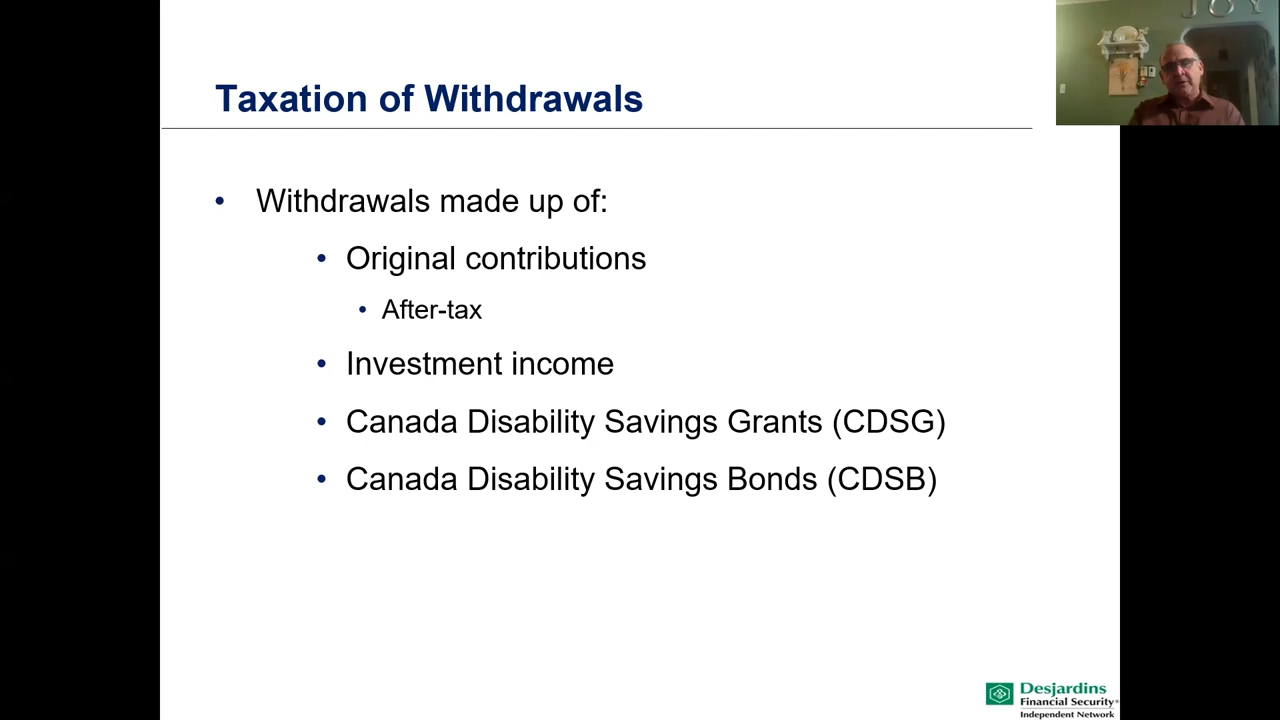 JOY
Taxation of Withdrawals
• Withdrawals made up of:
• Original contributions
• After-tax
• Investment income
• Canada Disability Savings Grants (CDSG)
• Canada Disability Savings Bonds (CDSB)
Desjardins
Financial Security®
Independent Network